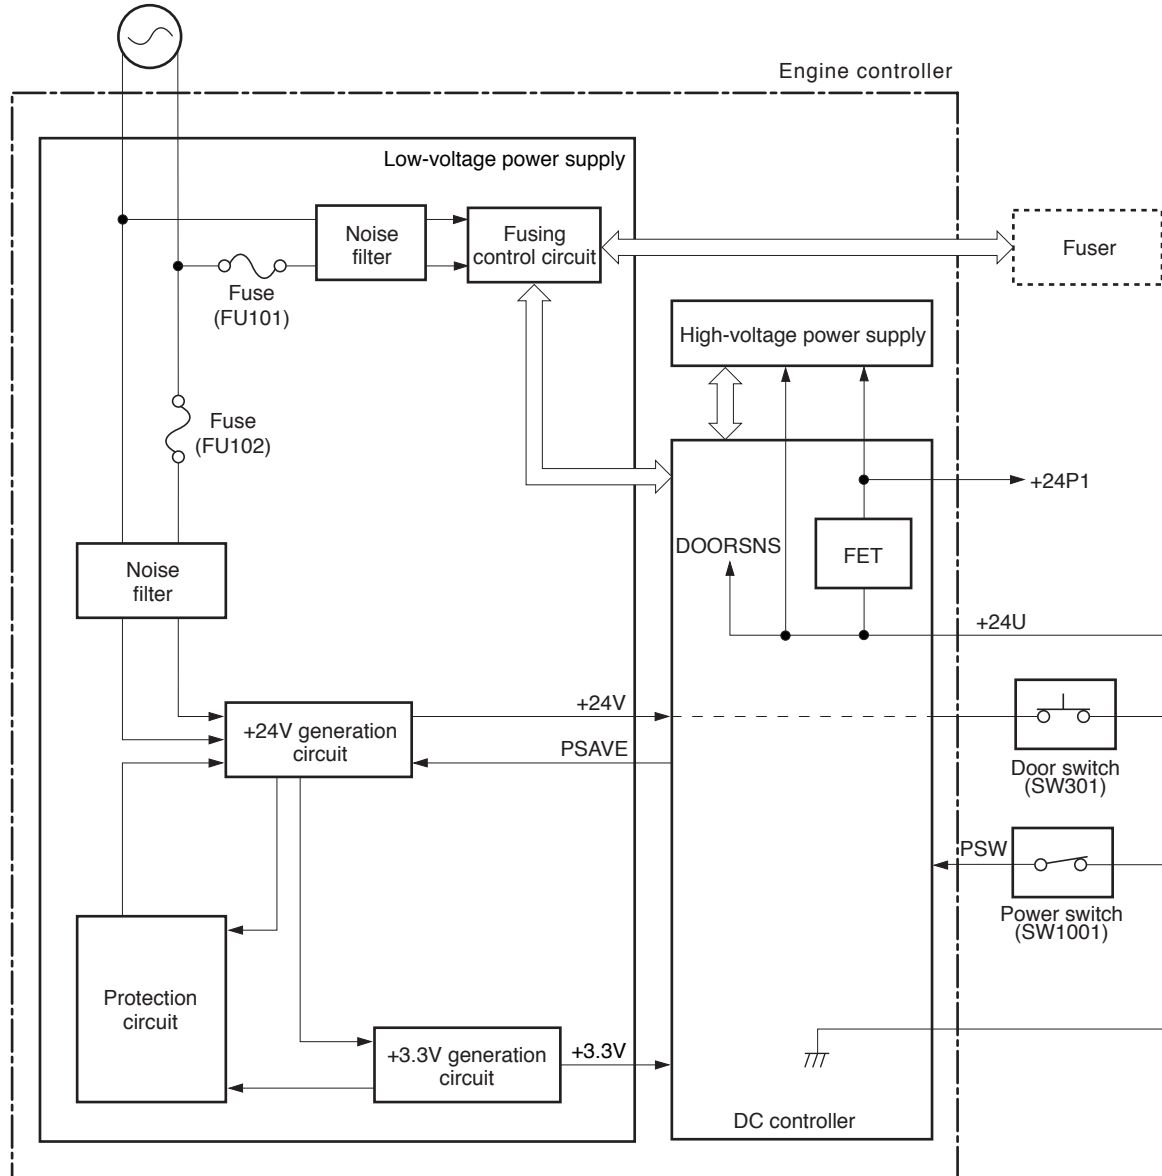 Engine controller
Low-voltage power supply
Noise
filter
Fusing
control circuit
Fuser
Fuse
(FU101)
High-voltage power supply
Fuse
(FU102)
+24P1
DOORSNS
FET
Noise
filter
+24U
+24V
+24V generation
circuit
PSAVE
Door switch
(SW301)
PSW
Power switch
(SW1001)
Protection
circuit
+3.3V generation
circuit
+3.3V
DC controller